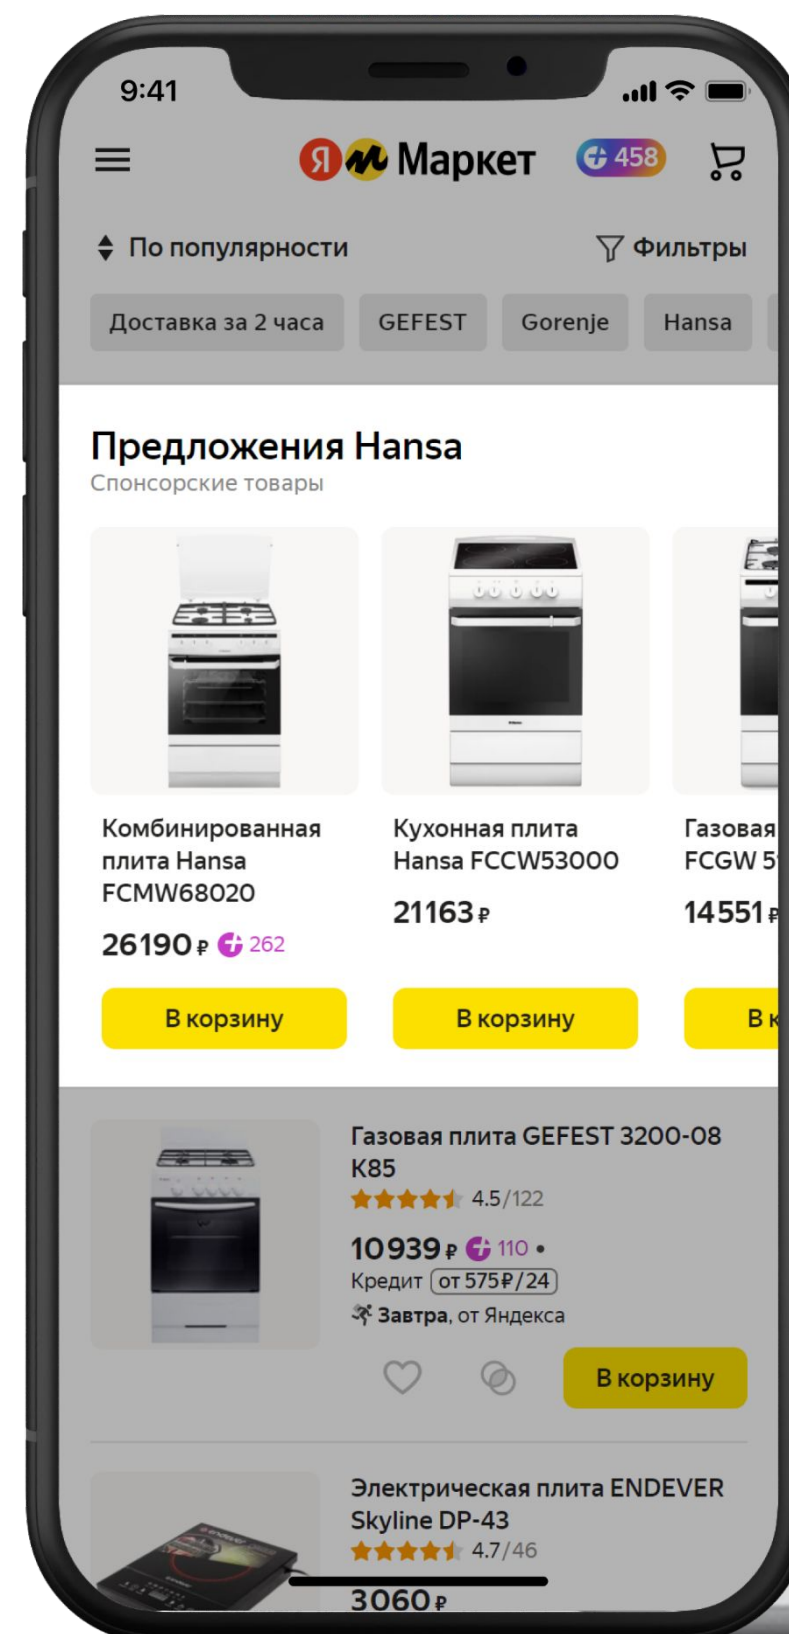 9:41
Я Маркет 458
По популярности Фильтры
Доставка за 2 часа GEFEST Gorenje Hansa
Предложения Hansa
Спонсорские товары
Комбинированная
плита Hansa
FCMW68020
26190 ₽ 262
В корзину
Кухонная плита
Hansa FCCW53000
21163 ₽
В корзину
Газовая
FCGW 5
14551 ₽
В к
Газовая плита GEFEST 3200-08
K85
4.5/122
10939 ₽ 110 •
Кредит от 575₽/24
Завтра, от Яндекса
В корзину
Электрическая плита ENDEVER
Skyline DP-43
4.7/46
3060 ₽